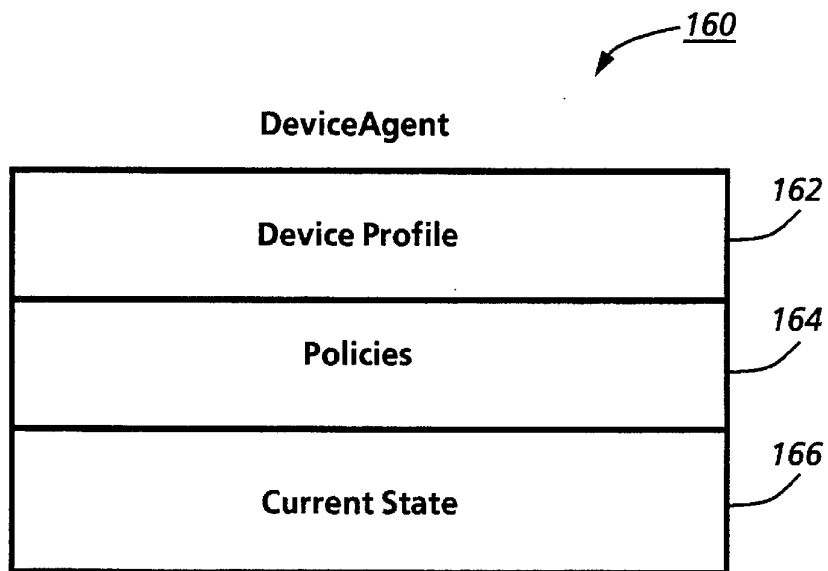 160
DeviceAgent
162
Device Profile
164
Policies
166
Current State